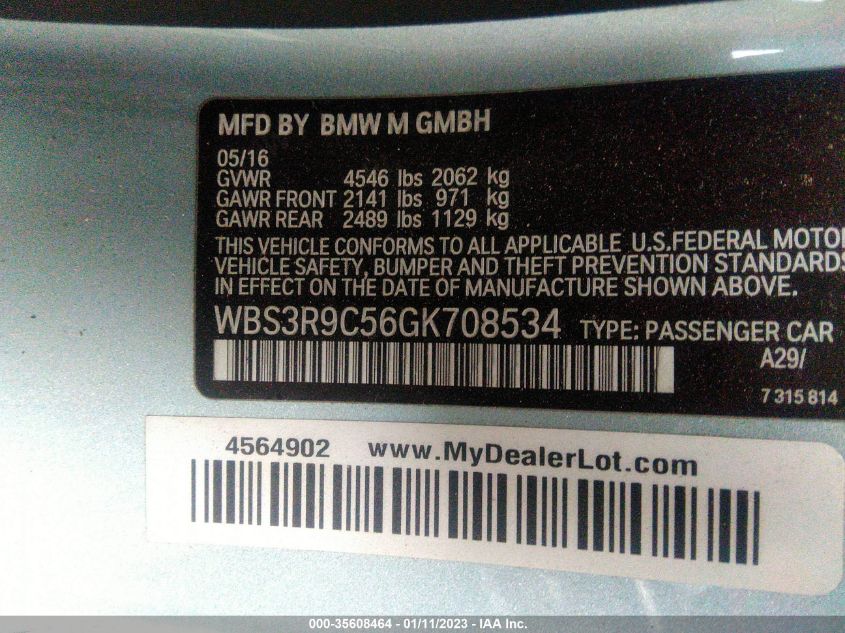 MFD BY BMW M GMBH
05/16
GVWR 4546 lbs 2062 kg
GAWR FRONT 2141 lbs 971 kg
GAWR REAR 2489 lbs 1129 kg
THIS VEHICLE CONFORMS TO ALL APPLICABLE U.S.FEDERAL MOTOR
VEHICLE SAFETY, BUMPER AND THEFT PREVENTION STANDARDS
IN EFFECT ON THE DATE OF MANUFACTURE SHOWN ABOVE.
WBS3R9C56GK708534 TYPE: PASSENGER CAR
A29/
7 315 814
4564902 www.MyDealerLot.com
000-35608464 - 01/11/2023 - IAA Inc.